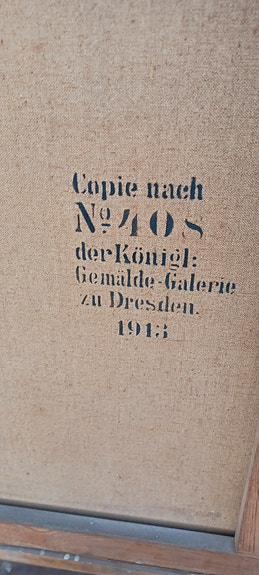 Copie nach
No 408
der Königl:
Gemälde-Galerie
zu Dresden.
1913